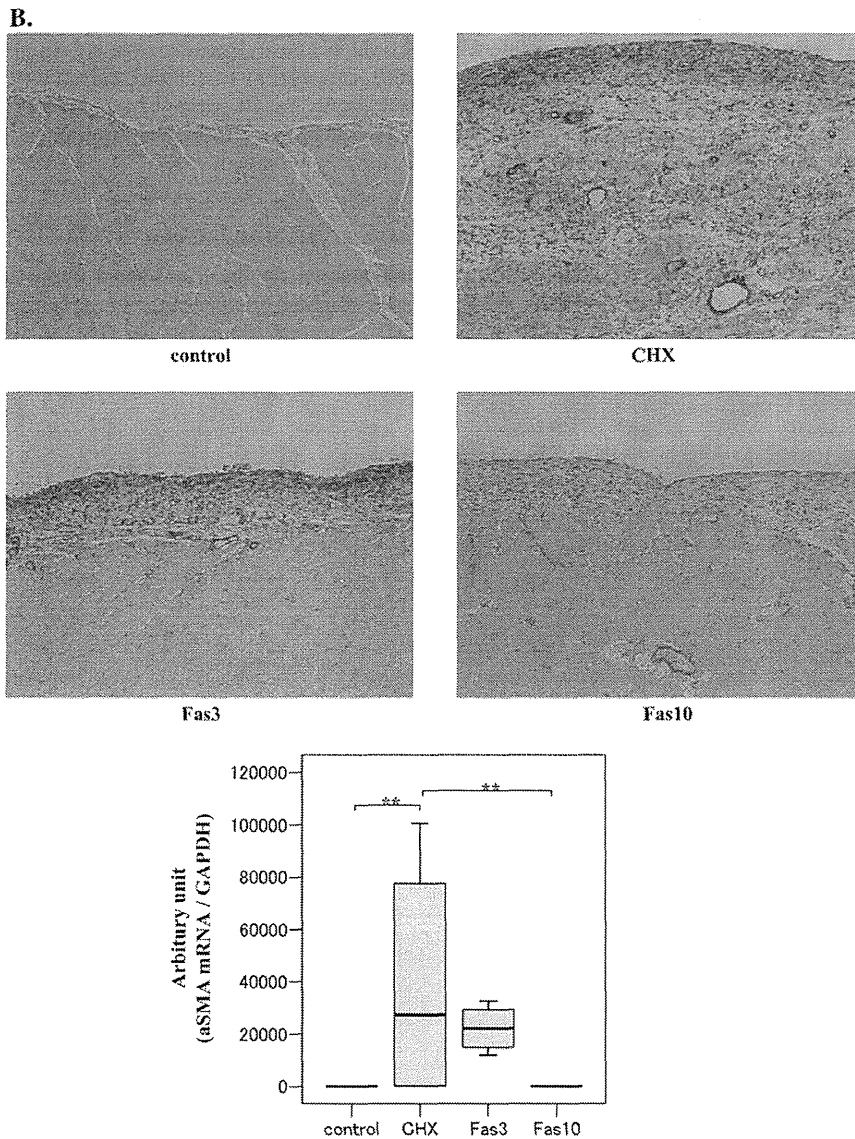 B.
control
CHX
Fas3
Fas10
Arbitury unit
(aSMA mRNA / GAPDH)
120000
100000
80000
60000
40000
20000
0
**
**
control
CHX
Fas3
Fas10